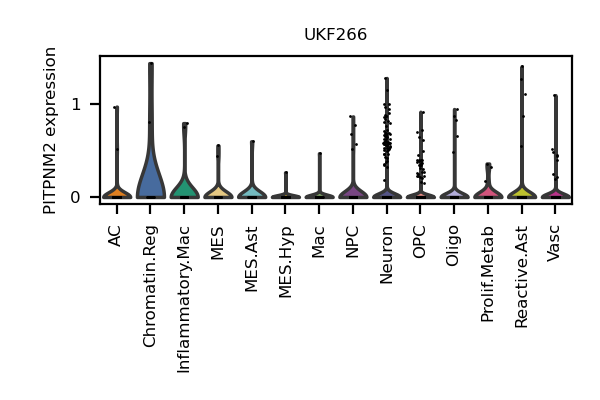 UKF266
PITPNM2 expression
1
0
AC
Chromatin.Reg
Inflammatory.Mac
MES
MES.Ast
MES.Hyp
Mac
NPC
Neuron
OPC
Oligo
Prolif.Metab
Reactive.Ast
Vasc